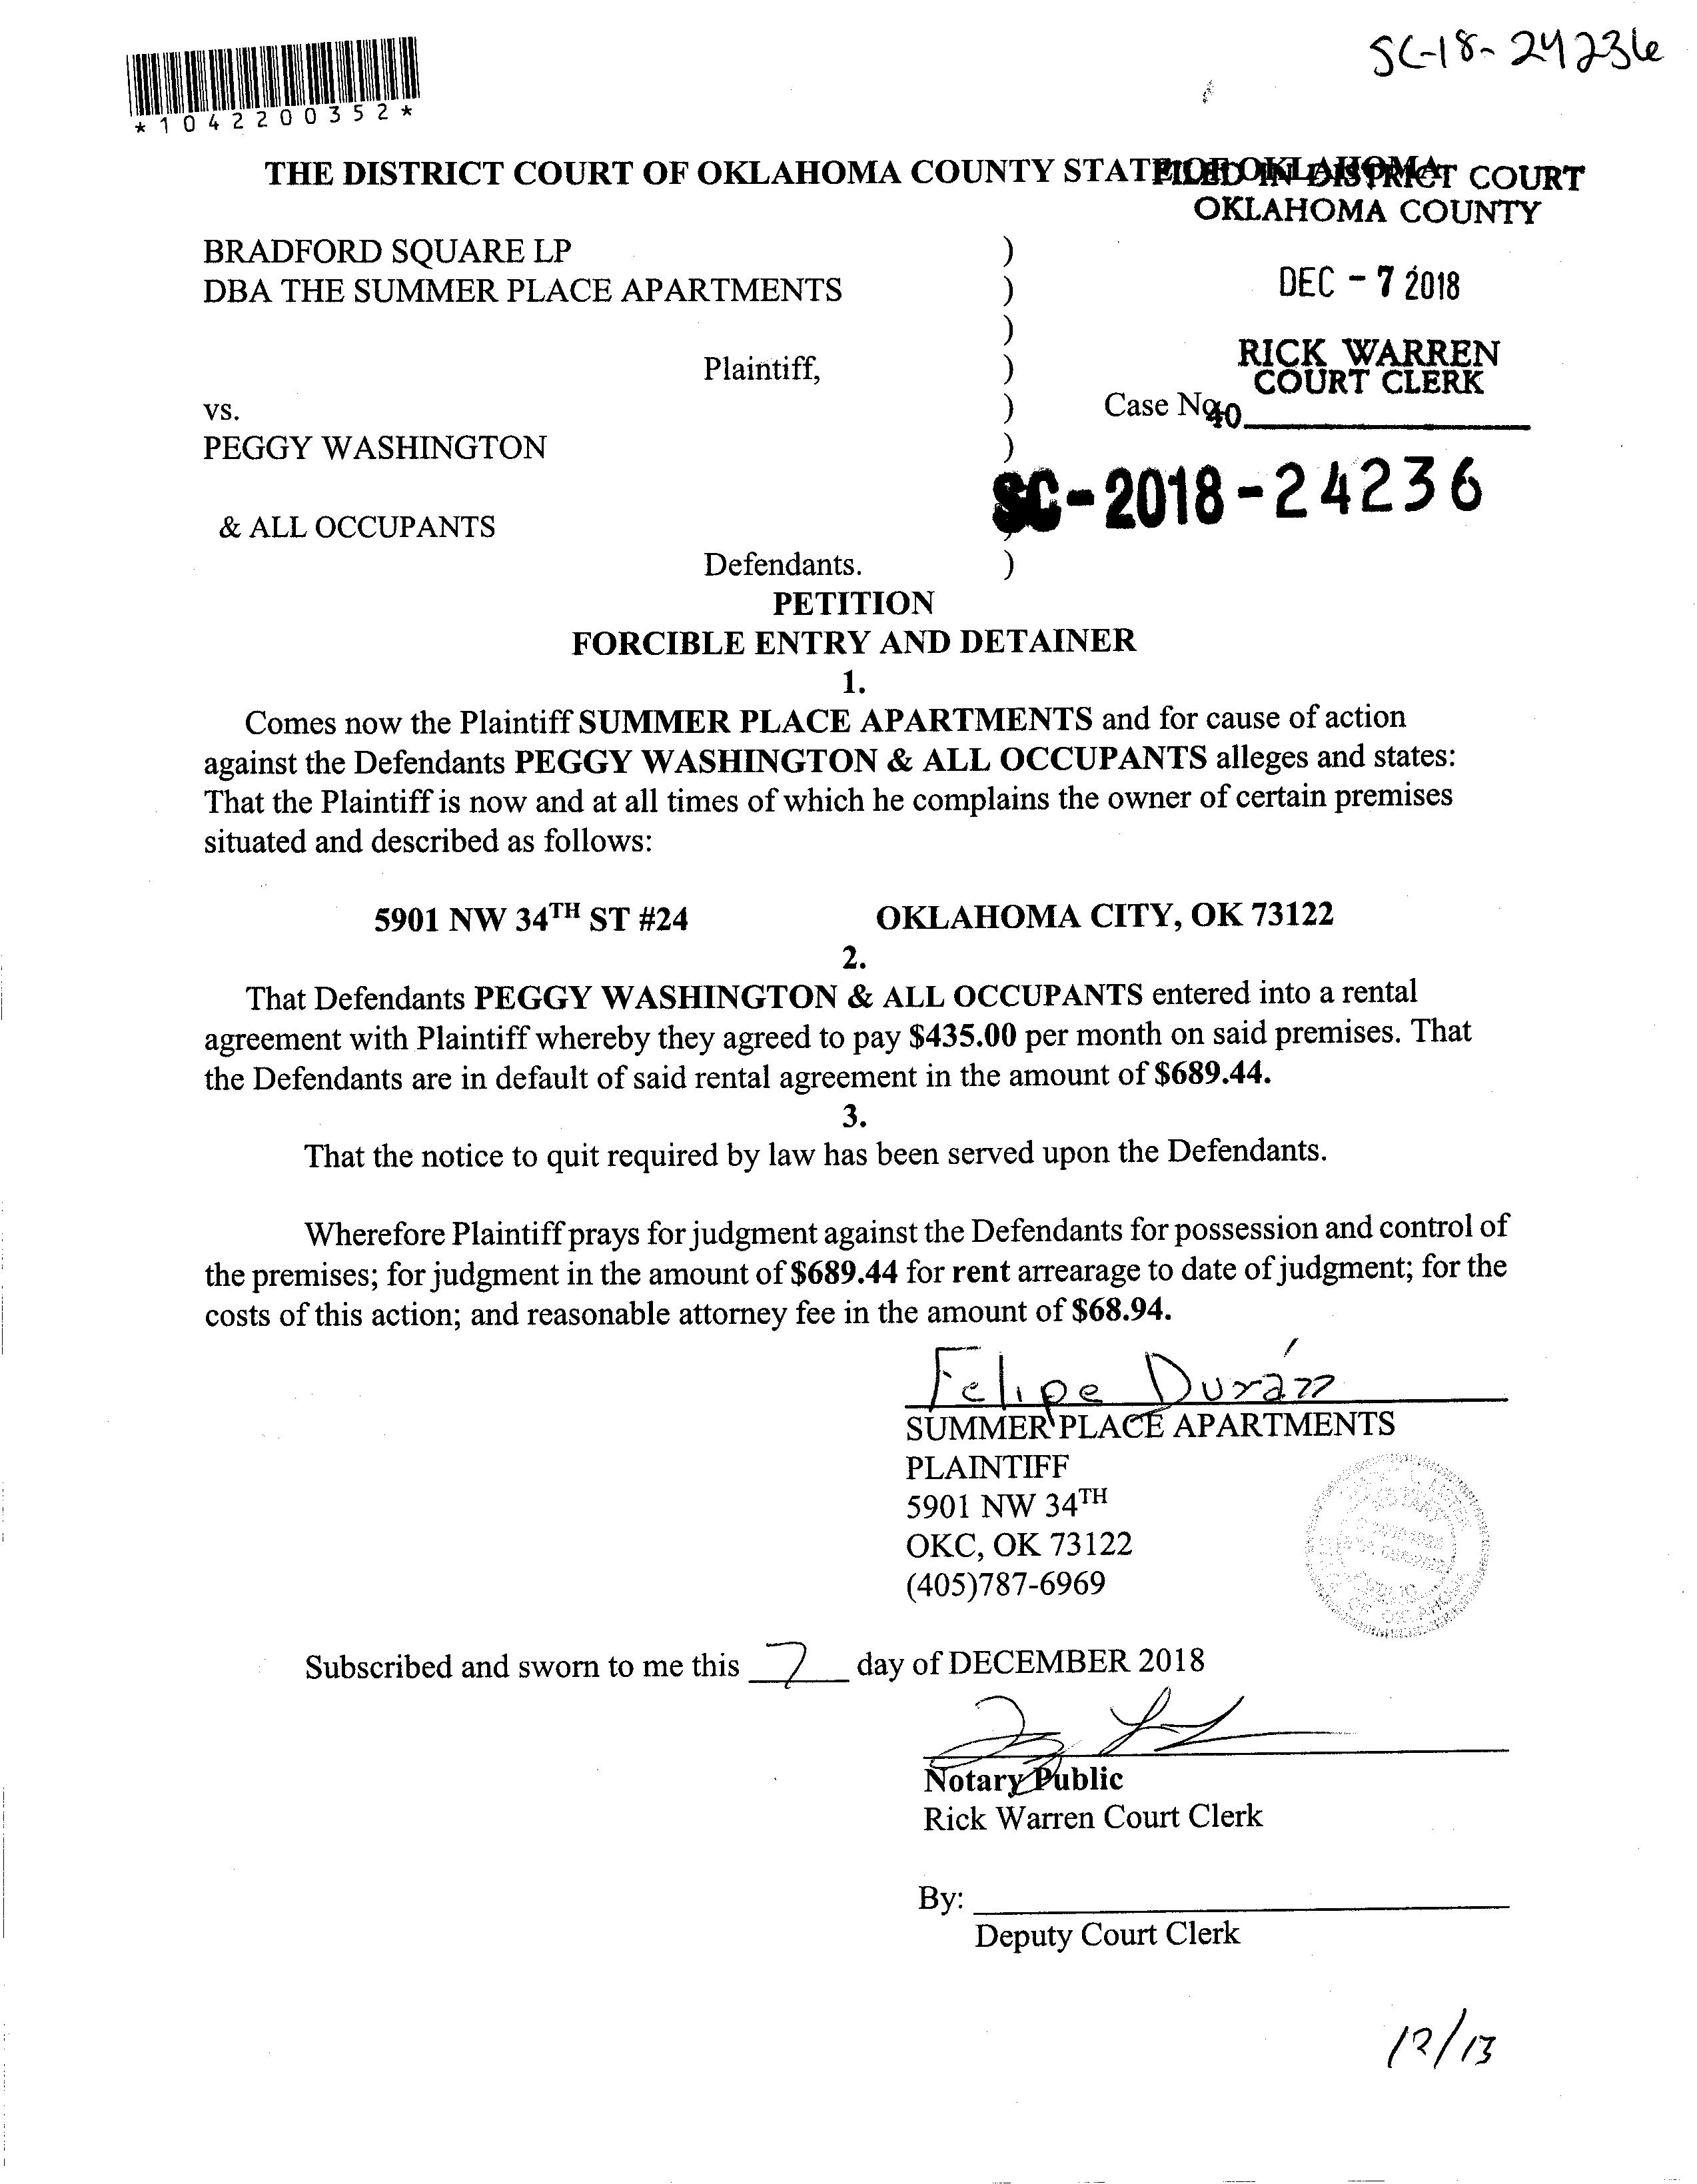 SC-18-24236
*1042200352*
THE DISTRICT COURT OF OKLAHOMA COUNTY STATE OF OKLAHOMA
FILED IN DISTRICT COURT
OKLAHOMA COUNTY
BRADFORD SQUARE LP )
DBA THE SUMMER PLACE APARTMENTS )
DEC - 7 2018
)
Plaintiff, )
RICK WARREN
COURT CLERK
vs. ) Case No.
40
PEGGY WASHINGTON )
SC-2018-24236
& ALL OCCUPANTS )
Defendants. )
PETITION
FORCIBLE ENTRY AND DETAINER
1.
Comes now the Plaintiff SUMMER PLACE APARTMENTS and for cause of action
against the Defendants PEGGY WASHINGTON & ALL OCCUPANTS alleges and states:
That the Plaintiff is now and at all times of which he complains the owner of certain premises
situated and described as follows:
5901 NW 34TH ST #24 OKLAHOMA CITY, OK 73122
2.
That Defendants PEGGY WASHINGTON & ALL OCCUPANTS entered into a rental
agreement with Plaintiff whereby they agreed to pay $435.00 per month on said premises. That
the Defendants are in default of said rental agreement in the amount of $689.44.
3.
That the notice to quit required by law has been served upon the Defendants.
Wherefore Plaintiff prays for judgment against the Defendants for possession and control of
the premises; for judgment in the amount of $689.44 for rent arrearage to date of judgment; for the
costs of this action; and reasonable attorney fee in the amount of $68.94.
Felipe Durán
SUMMER PLACE APARTMENTS
PLAINTIFF
5901 NW 34TH
OKC, OK 73122
(405)787-6969
NOTARY
PUBLIC
OF OKLAHOMA
Subscribed and sworn to me this 7 day of DECEMBER 2018
Notary Public
Rick Warren Court Clerk
By:
Deputy Court Clerk
12/13